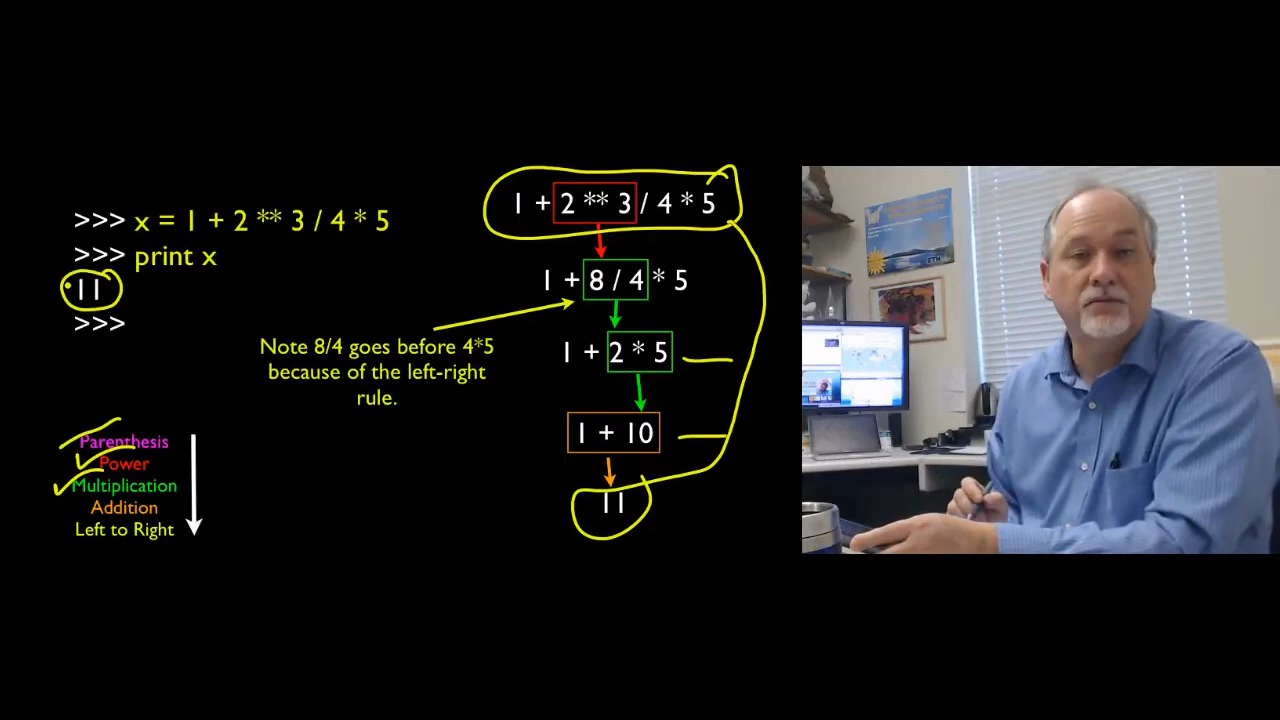 >>> x = 1 + 2 ** 3 / 4 * 5
>>> print x
11
>>>
Note 8/4 goes before 4*5
because of the left-right
rule.
Parenthesis
Power
Multiplication
Addition
Left to Right
1 + 2 ** 3 / 4 * 5
1 + 8 / 4 * 5
1 + 2 * 5
1 + 10
11